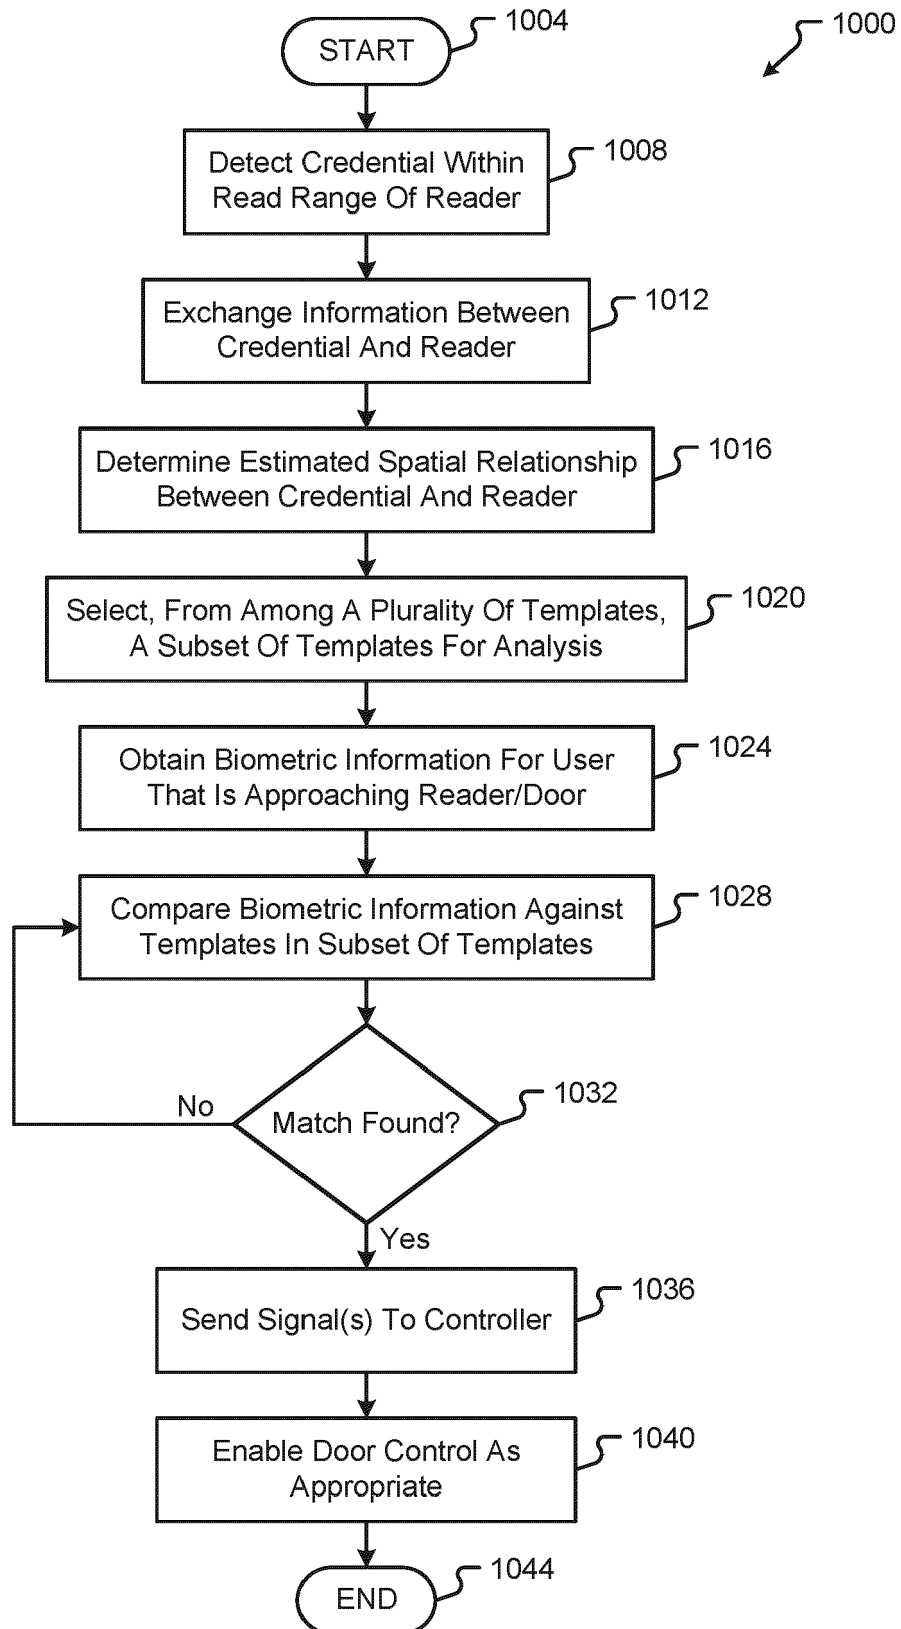 START
1004
1000
Detect Credential Within
Read Range Of Reader
1008
Exchange Information Between
Credential And Reader
1012
Determine Estimated Spatial Relationship
Between Credential And Reader
1016
Select, From Among A Plurality Of Templates,
A Subset Of Templates For Analysis
1020
Obtain Biometric Information For User
That Is Approaching Reader/Door
1024
Compare Biometric Information Against
Templates In Subset Of Templates
1028
No
Match Found?
1032
Yes
Send Signal(s) To Controller
1036
Enable Door Control As
Appropriate
1040
END
1044